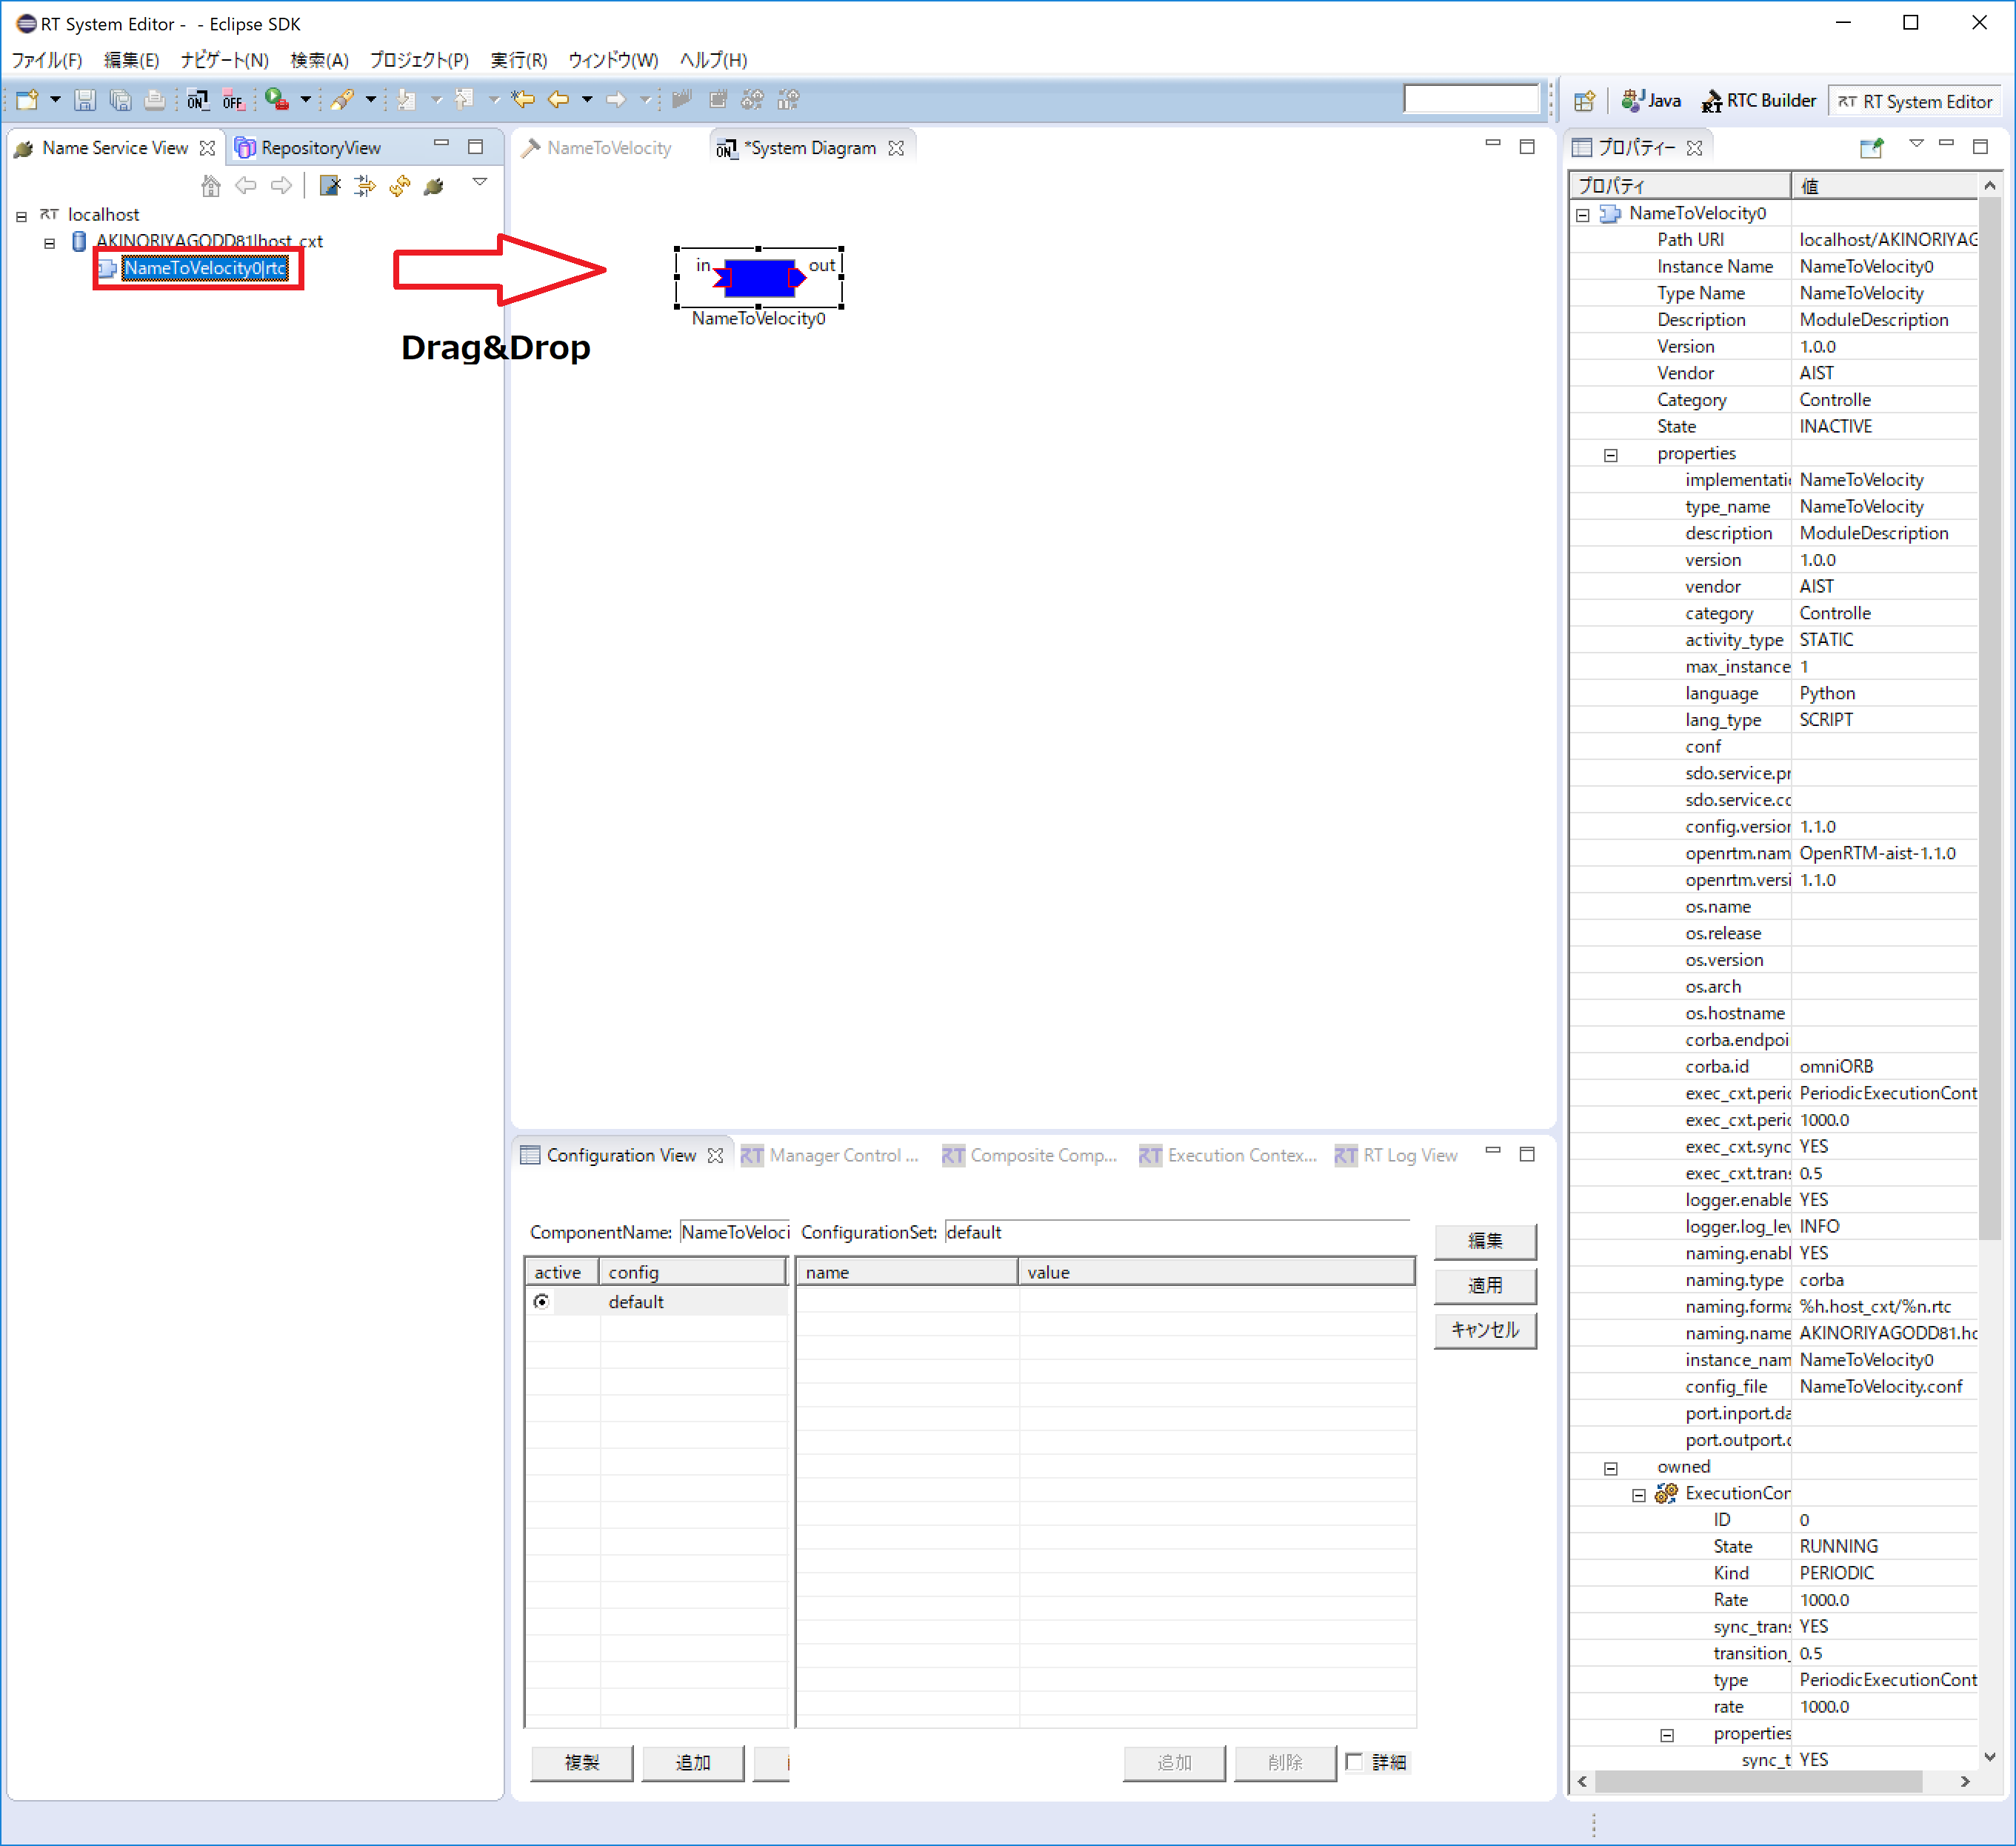 RT System Editor -  - Eclipse SDK
ファイル(F) 編集(E) ナビゲート(N) 検索(A) プロジェクト(P) 実行(R) ウィンドウ(W) ヘルプ(H)
ON OFF
Java RTC Builder RT RT System Editor
Name Service View RepositoryView
RT localhost
AKINORIYAGODD81|host_cxt
NameToVelocity0|rtc
NameToVelocity ON *System Diagram
in out
NameToVelocity0
Drag&Drop
Configuration View RT Manager Control ... RT Composite Comp... RT Execution Contex... RT RT Log View
ComponentName: NameToVeloci ConfigurationSet: default
active config name value
default
編集
適用
キャンセル
複製 追加 追加 削除 詳細
プロパティー
プロパティ 値
NameToVelocity0
Path URI localhost/AKINORIYAG
Instance Name NameToVelocity0
Type Name NameToVelocity
Description ModuleDescription
Version 1.0.0
Vendor AIST
Category Controlle
State INACTIVE
properties
implementati NameToVelocity
type_name NameToVelocity
description ModuleDescription
version 1.0.0
vendor AIST
category Controlle
activity_type STATIC
max_instance 1
language Python
lang_type SCRIPT
conf
sdo.service.pr
sdo.service.cc
config.version 1.1.0
openrtm.nam OpenRTM-aist-1.1.0
openrtm.versi 1.1.0
os.name
os.release
os.version
os.arch
os.hostname
corba.endpoi
corba.id omniORB
exec_cxt.peric PeriodicExecutionCont
exec_cxt.peric 1000.0
exec_cxt.sync YES
exec_cxt.trans 0.5
logger.enable YES
logger.log_lev INFO
naming.enabl YES
naming.type corba
naming.forma %h.host_cxt/%n.rtc
naming.name AKINORIYAGODD81.hc
instance_nam NameToVelocity0
config_file NameToVelocity.conf
port.inport.da
port.outport.c
owned
ExecutionCor
ID 0
State RUNNING
Kind PERIODIC
Rate 1000.0
sync_trans YES
transition_ 0.5
type PeriodicExecutionCont
rate 1000.0
properties
sync_t YES